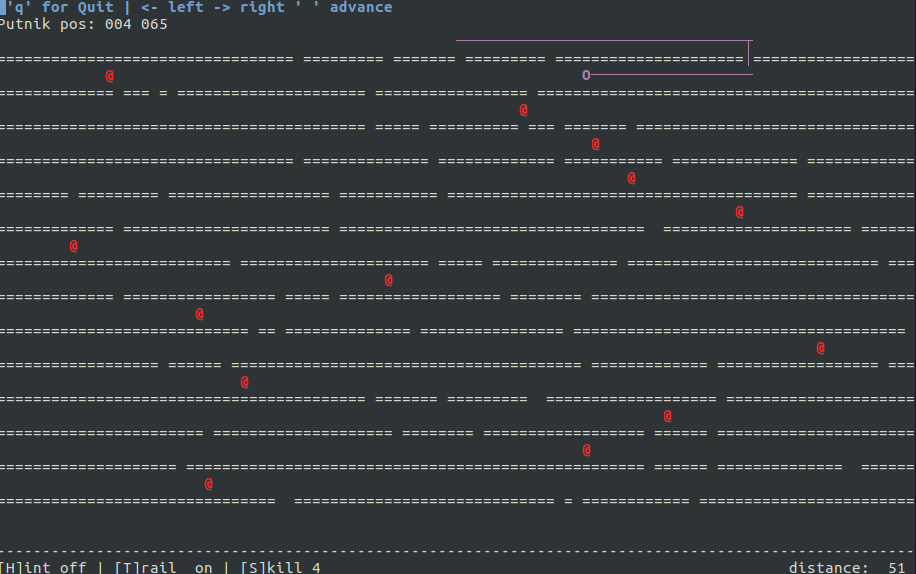 'q' for Quit | <- left -> right ' ' advance
Putnik pos: 004 065
[H]int off | [T]rail  on | [S]kill 4
distance:  51